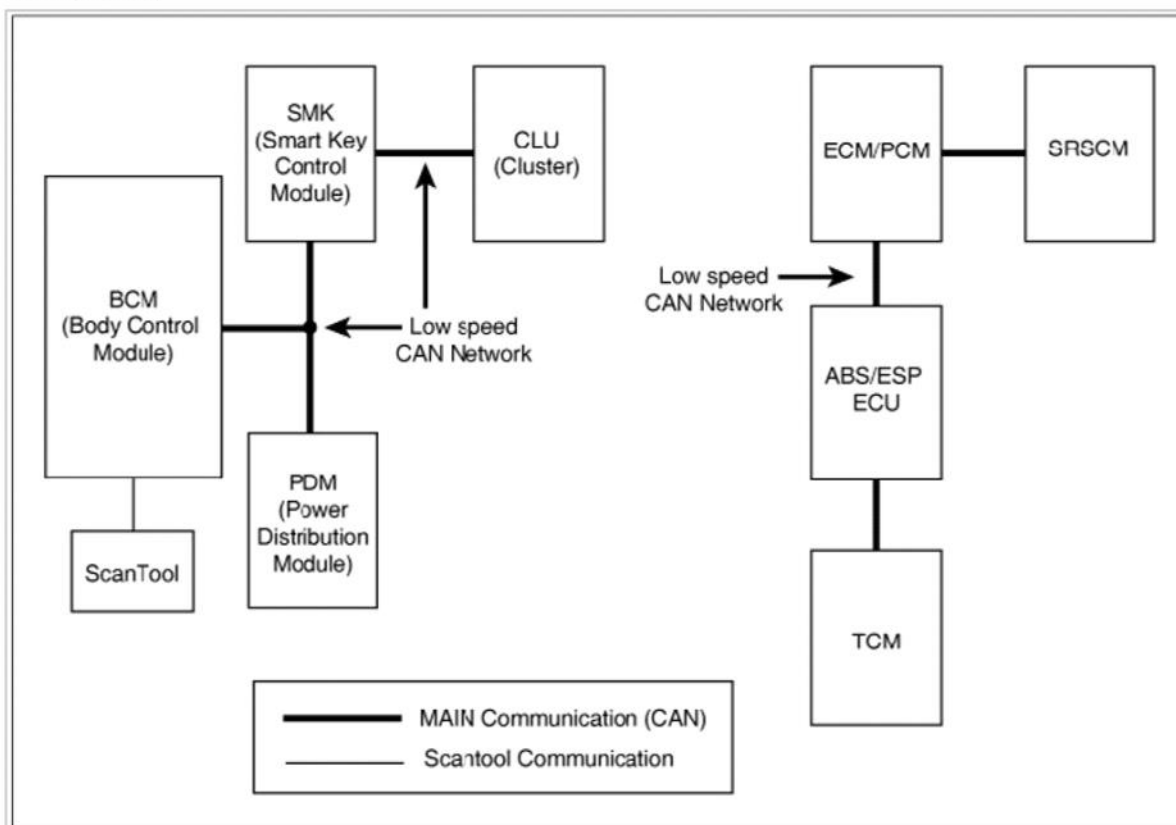 SMK
(Smart Key
Control
Module)
CLU
(Cluster)
ECM/PCM
SRSCM
BCM
(Body Control
Module)
Low speed
CAN Network
Low speed
CAN Network
ABS/ESP
ECU
PDM
(Power
Distribution
Module)
ScanTool
TCM
MAIN Communication (CAN)
Scantool Communication